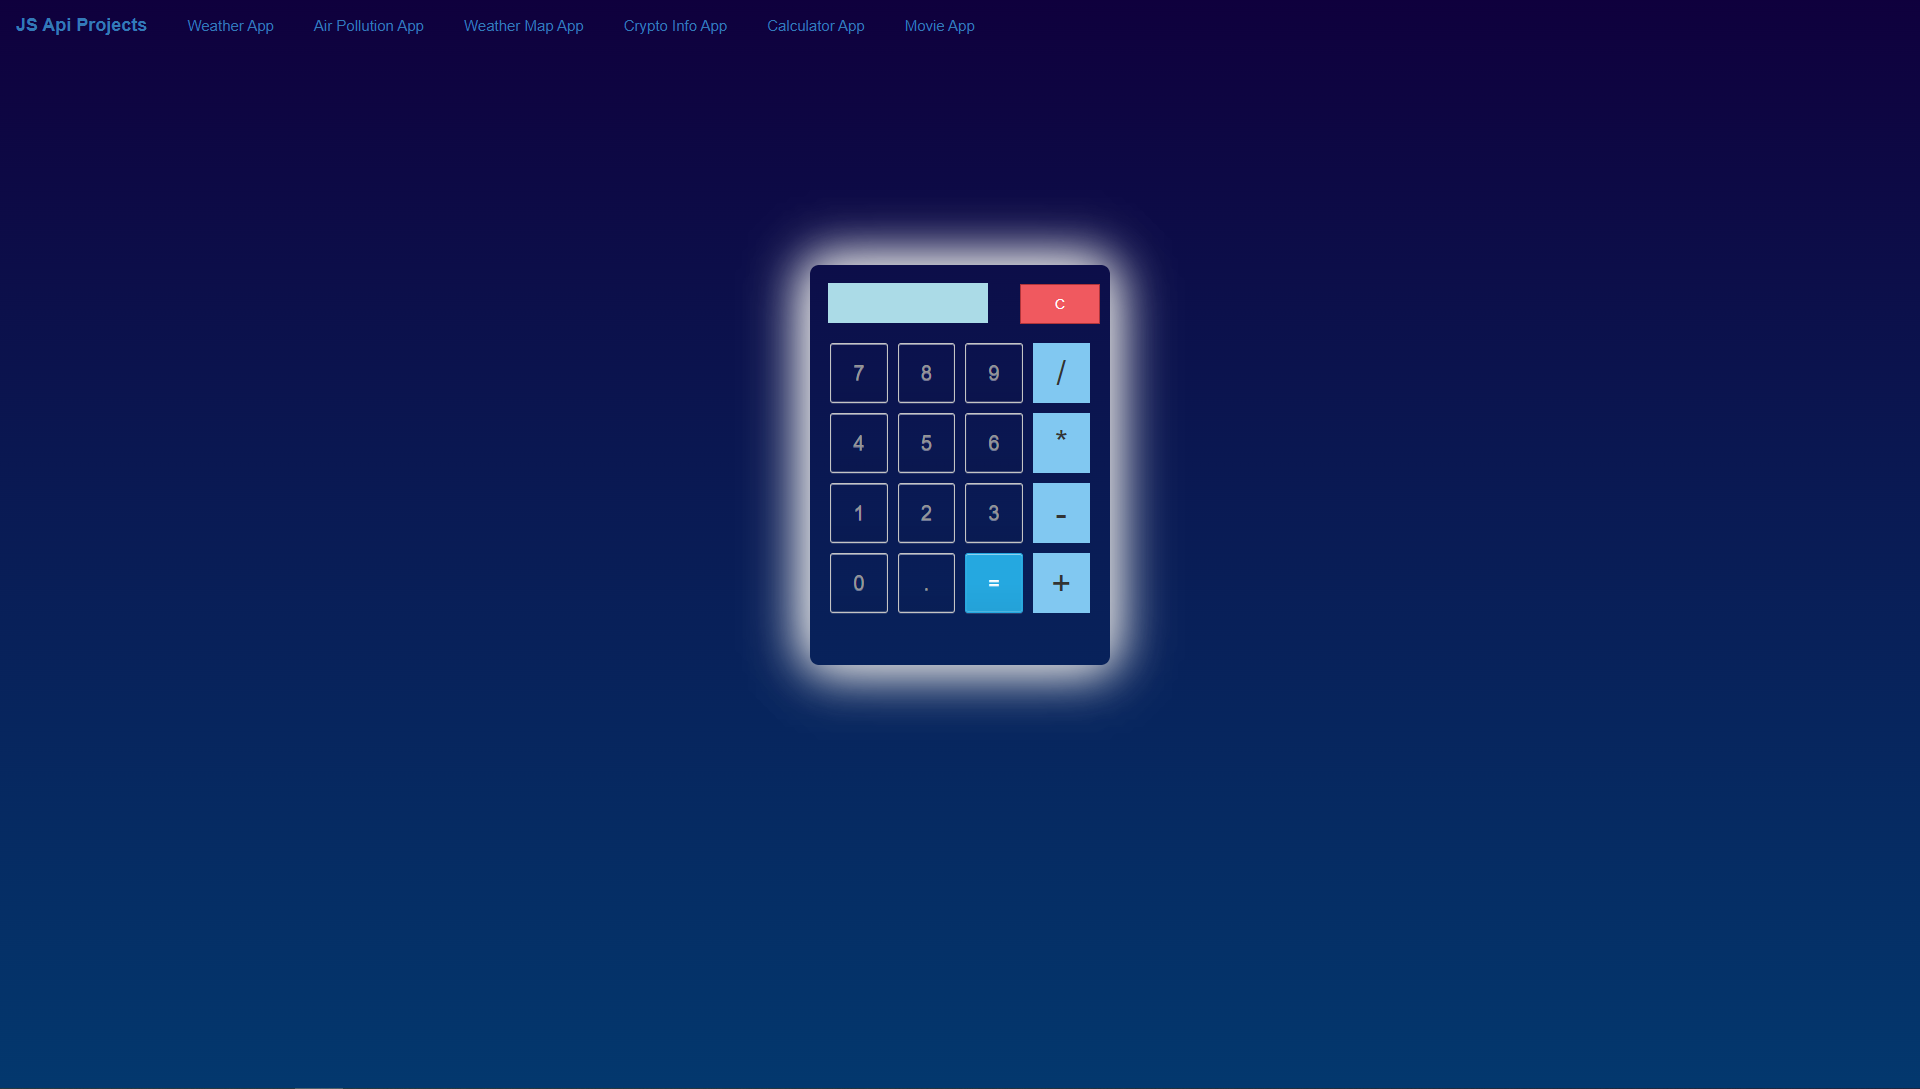 JS Api Projects Weather App Air Pollution App Weather Map App Crypto Info App Calculator App Movie App
C
7 8 9 /
4 5 6 *
1 2 3 -
0 . = +